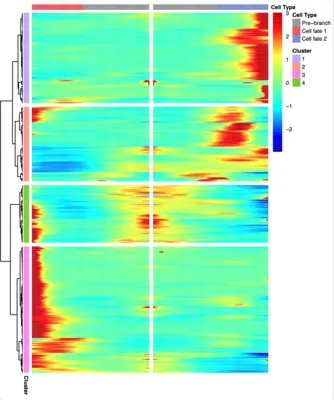 Cell Type
3
2
1
0
−1
−2
Cell Type
Pre-branch
Cell fate 1
Cell fate 2
Cluster
1
2
3
4
Cluster